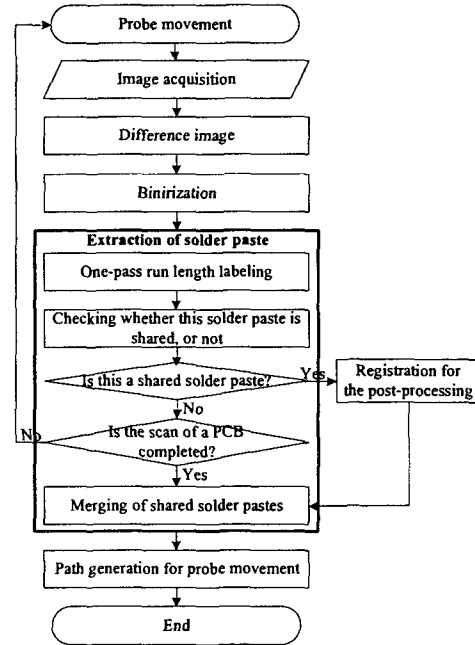 Probe movement
Image acquisition
Difference image
Binirization
Extraction of solder paste
One-pass run length labeling
Checking whether this solder paste is
shared, or not
Is this a shared solder paste?
Yes
Registration for
the post-processing
No
Is the scan of a PCB
completed?
No
Yes
Merging of shared solder pastes
Path generation for probe movement
End